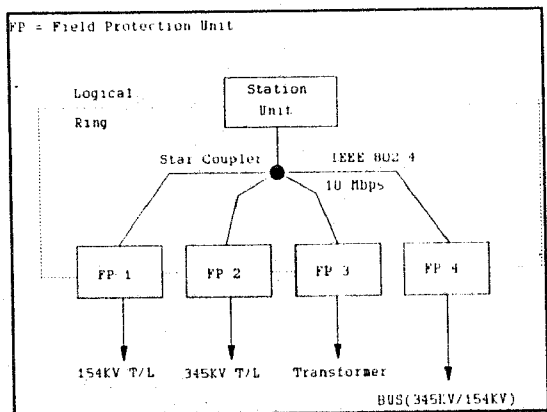 FP = Field Protection Unit
Logical
Ring
Station
Unit
Star Coupler
IEEE 802.4
10 Mbps
FP 1
FP 2
FP 3
FP 4
154KV T/L
345KV T/L
Transformer
BUS(345KV/154KV)